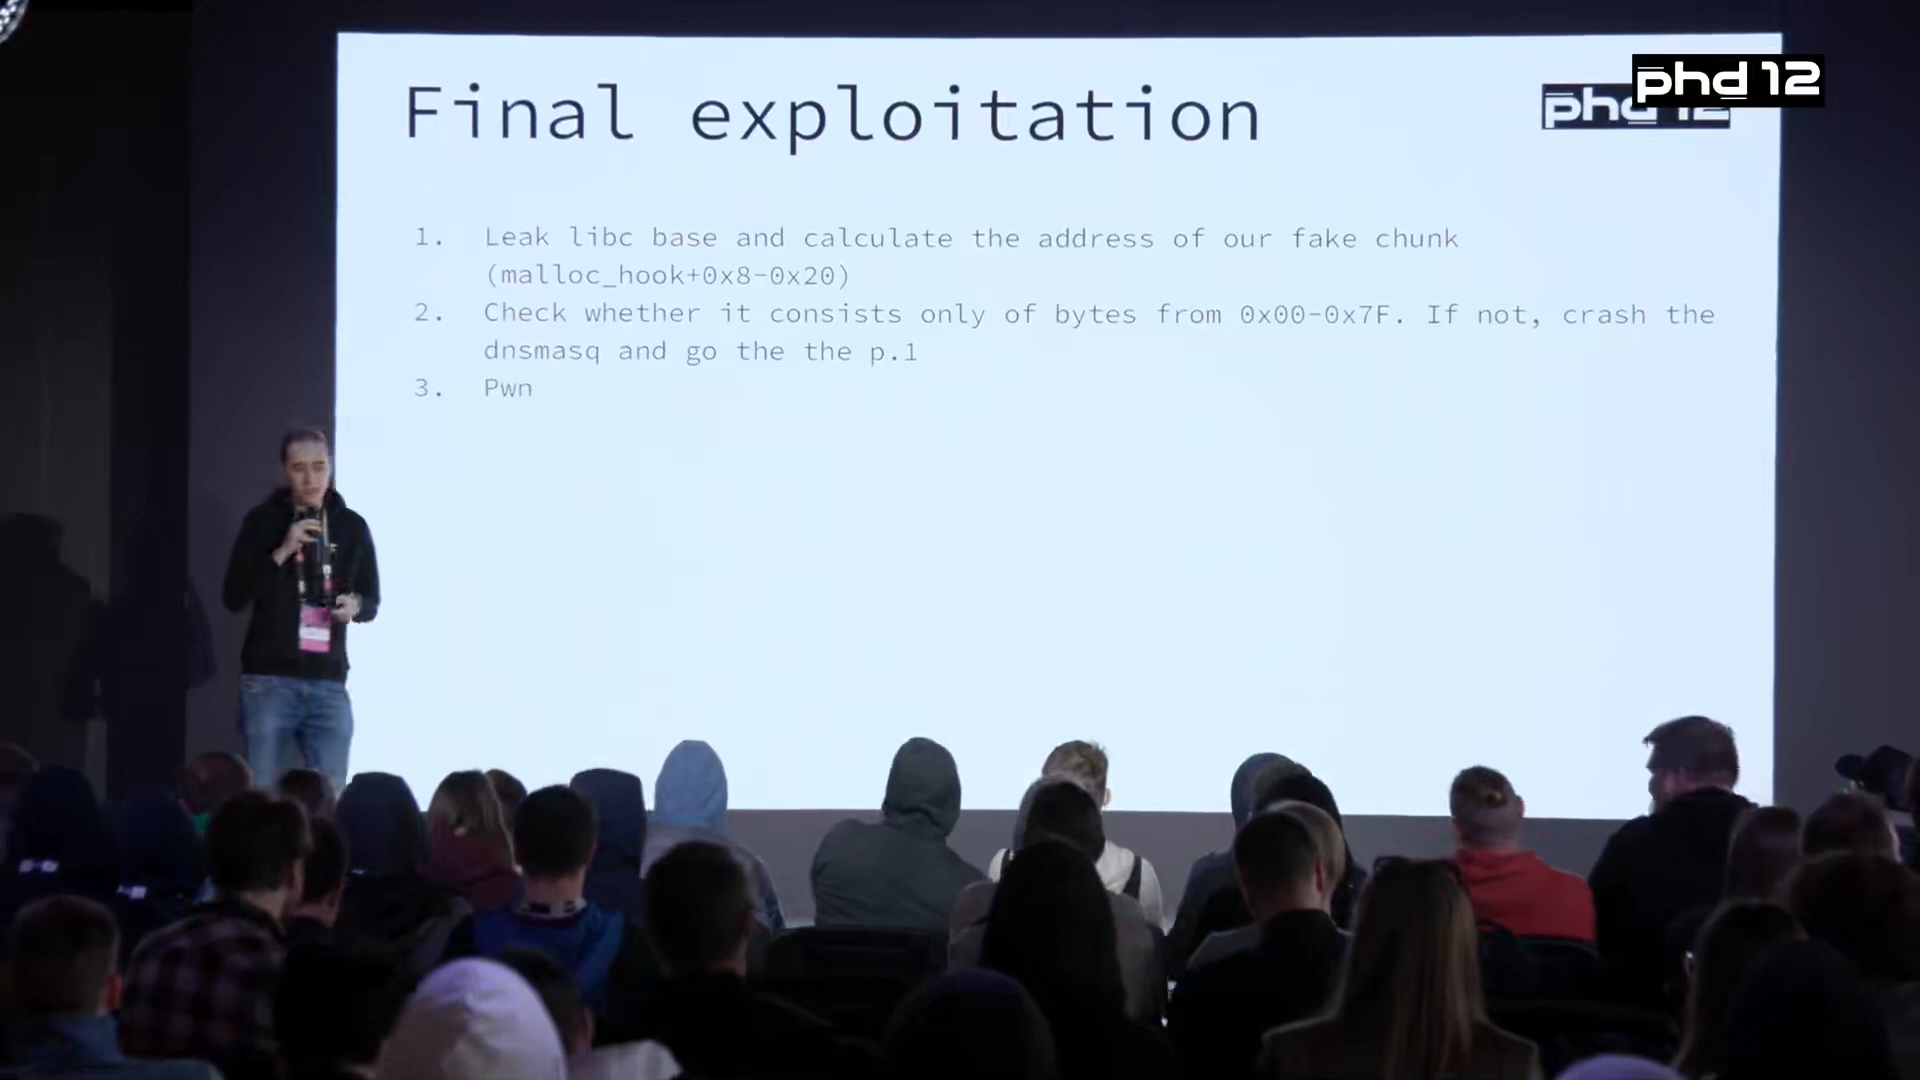 phd 12
Final exploitation
phd 12
1. Leak libc base and calculate the address of our fake chunk
(malloc_hook+0x8-0x20)
2. Check whether it consists only of bytes from 0x00-0x7F. If not, crash the
dnsmasq and go the the p.1
3. Pwn